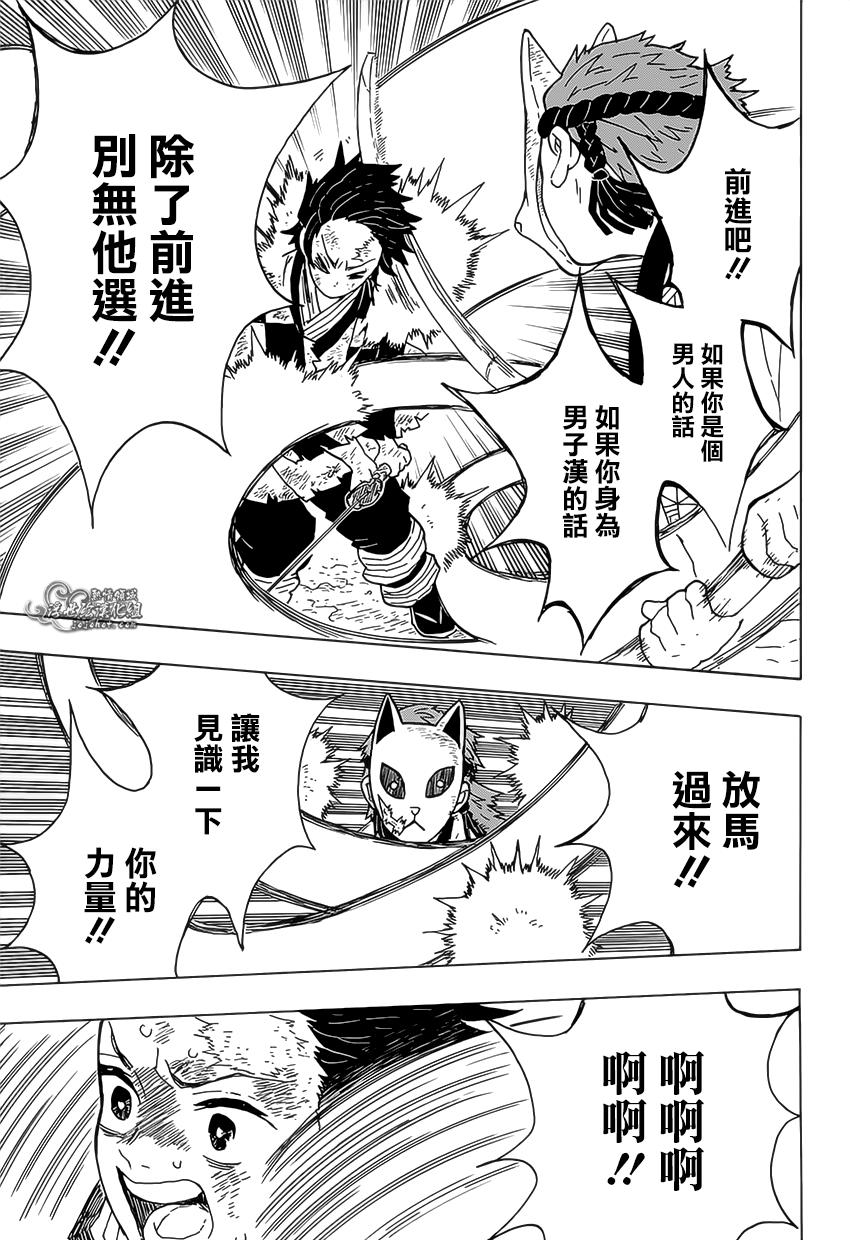 前進吧!!
如果你是個
男人的話
如果你身為
男子漢的話
除了前進
別無他選!!
放馬
過來!!
讓我
見識一下
你的
力量!!
啊啊啊
啊啊!!